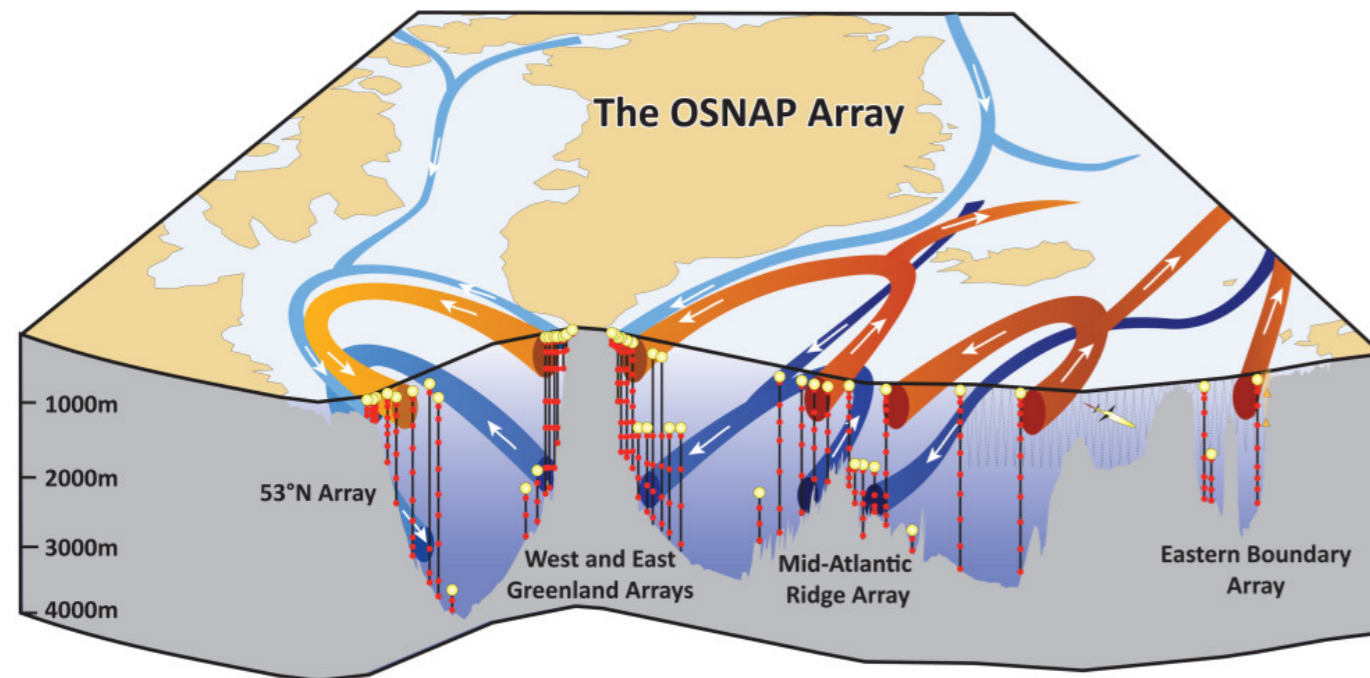 The OSNAP Array
1000m
2000m
3000m
4000m
53°N Array
West and East
Greenland Arrays
Mid-Atlantic
Ridge Array
Eastern Boundary
Array